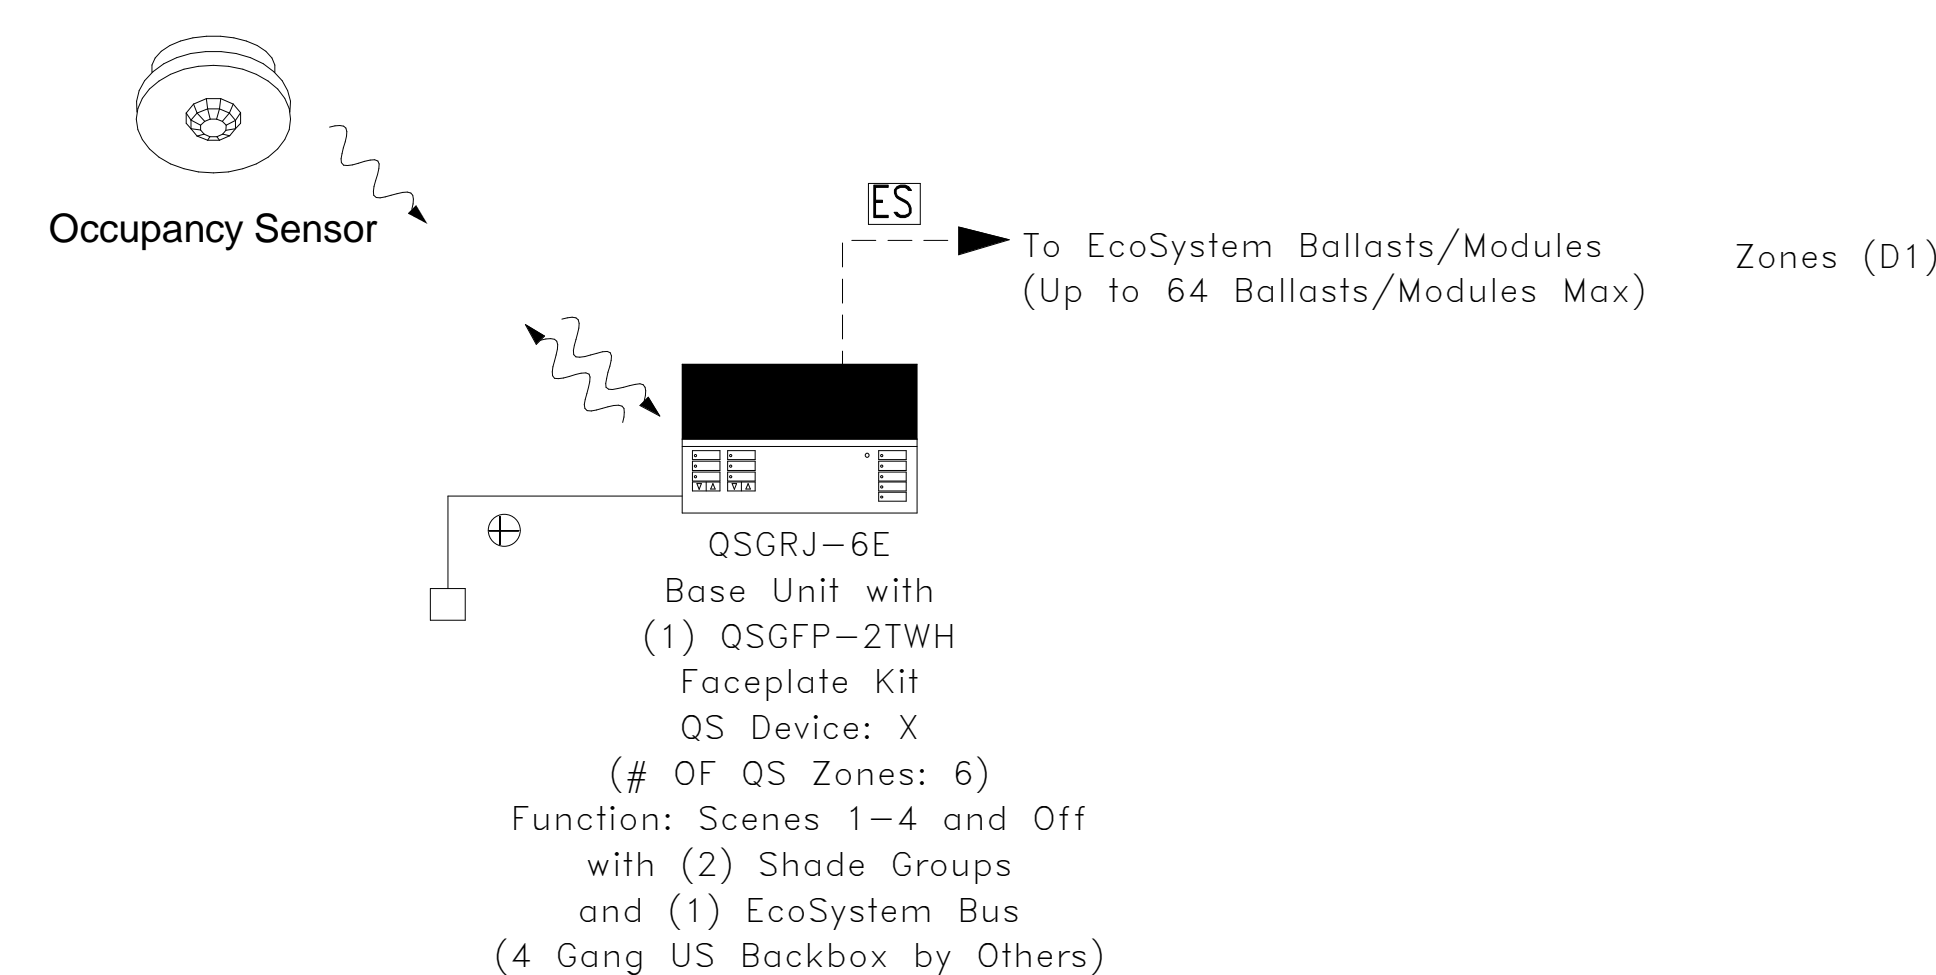 Occupancy Sensor
ES
To EcoSystem Ballasts/Modules
(Up to 64 Ballasts/Modules Max)
Zones (D1)
QSGRJ-6E
Base Unit with
(1) QSGFP-2TWH
Faceplate Kit
QS Device: X
(# OF QS Zones: 6)
Function: Scenes 1-4 and Off
with (2) Shade Groups
and (1) EcoSystem Bus
(4 Gang US Backbox by Others)